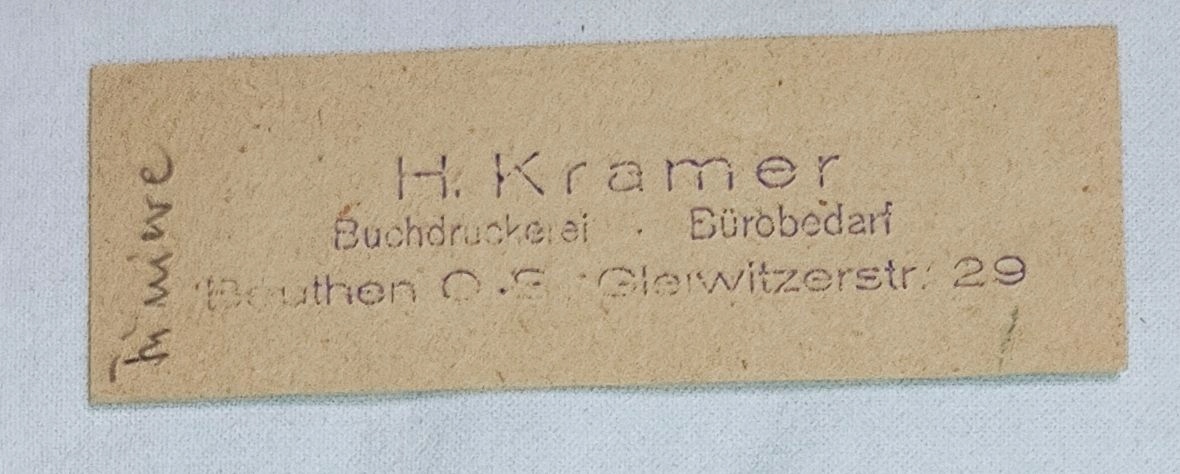 H. Kramer
Buchdruckerei · Bürobedarf
Beuthen O.-S. Gleiwitzerstr. 29